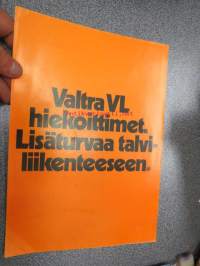 Valtra VL
hiekoittimet.
Lisäturvaa talvi-
liikenteeseen.